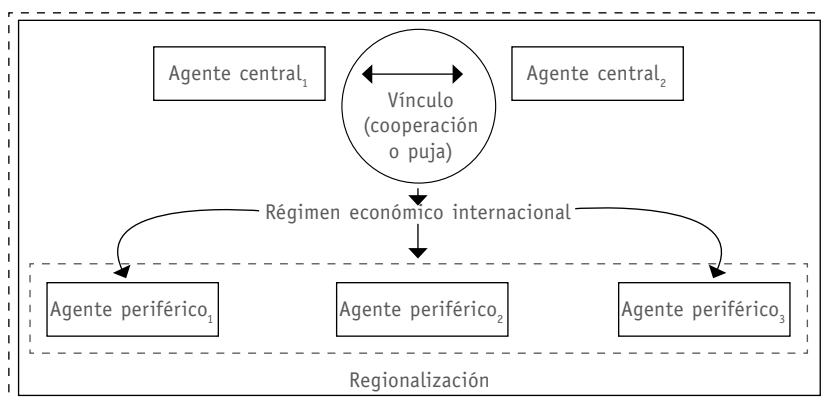 Agente central₁
Agente central₂
Vínculo
(cooperación
o puja)
Régimen económico internacional
Agente periférico₁
Agente periférico₂
Agente periférico₃
Regionalización